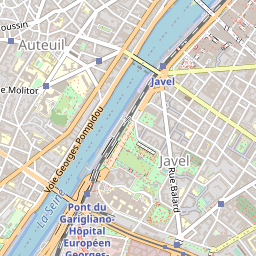 oussin
Auteuil
e Molitor
Javel
Voie Georges Pompidou
Javel
Rue Balard
La Seine
Pont du
Garigliano-
Hôpital
Européen
Georges-